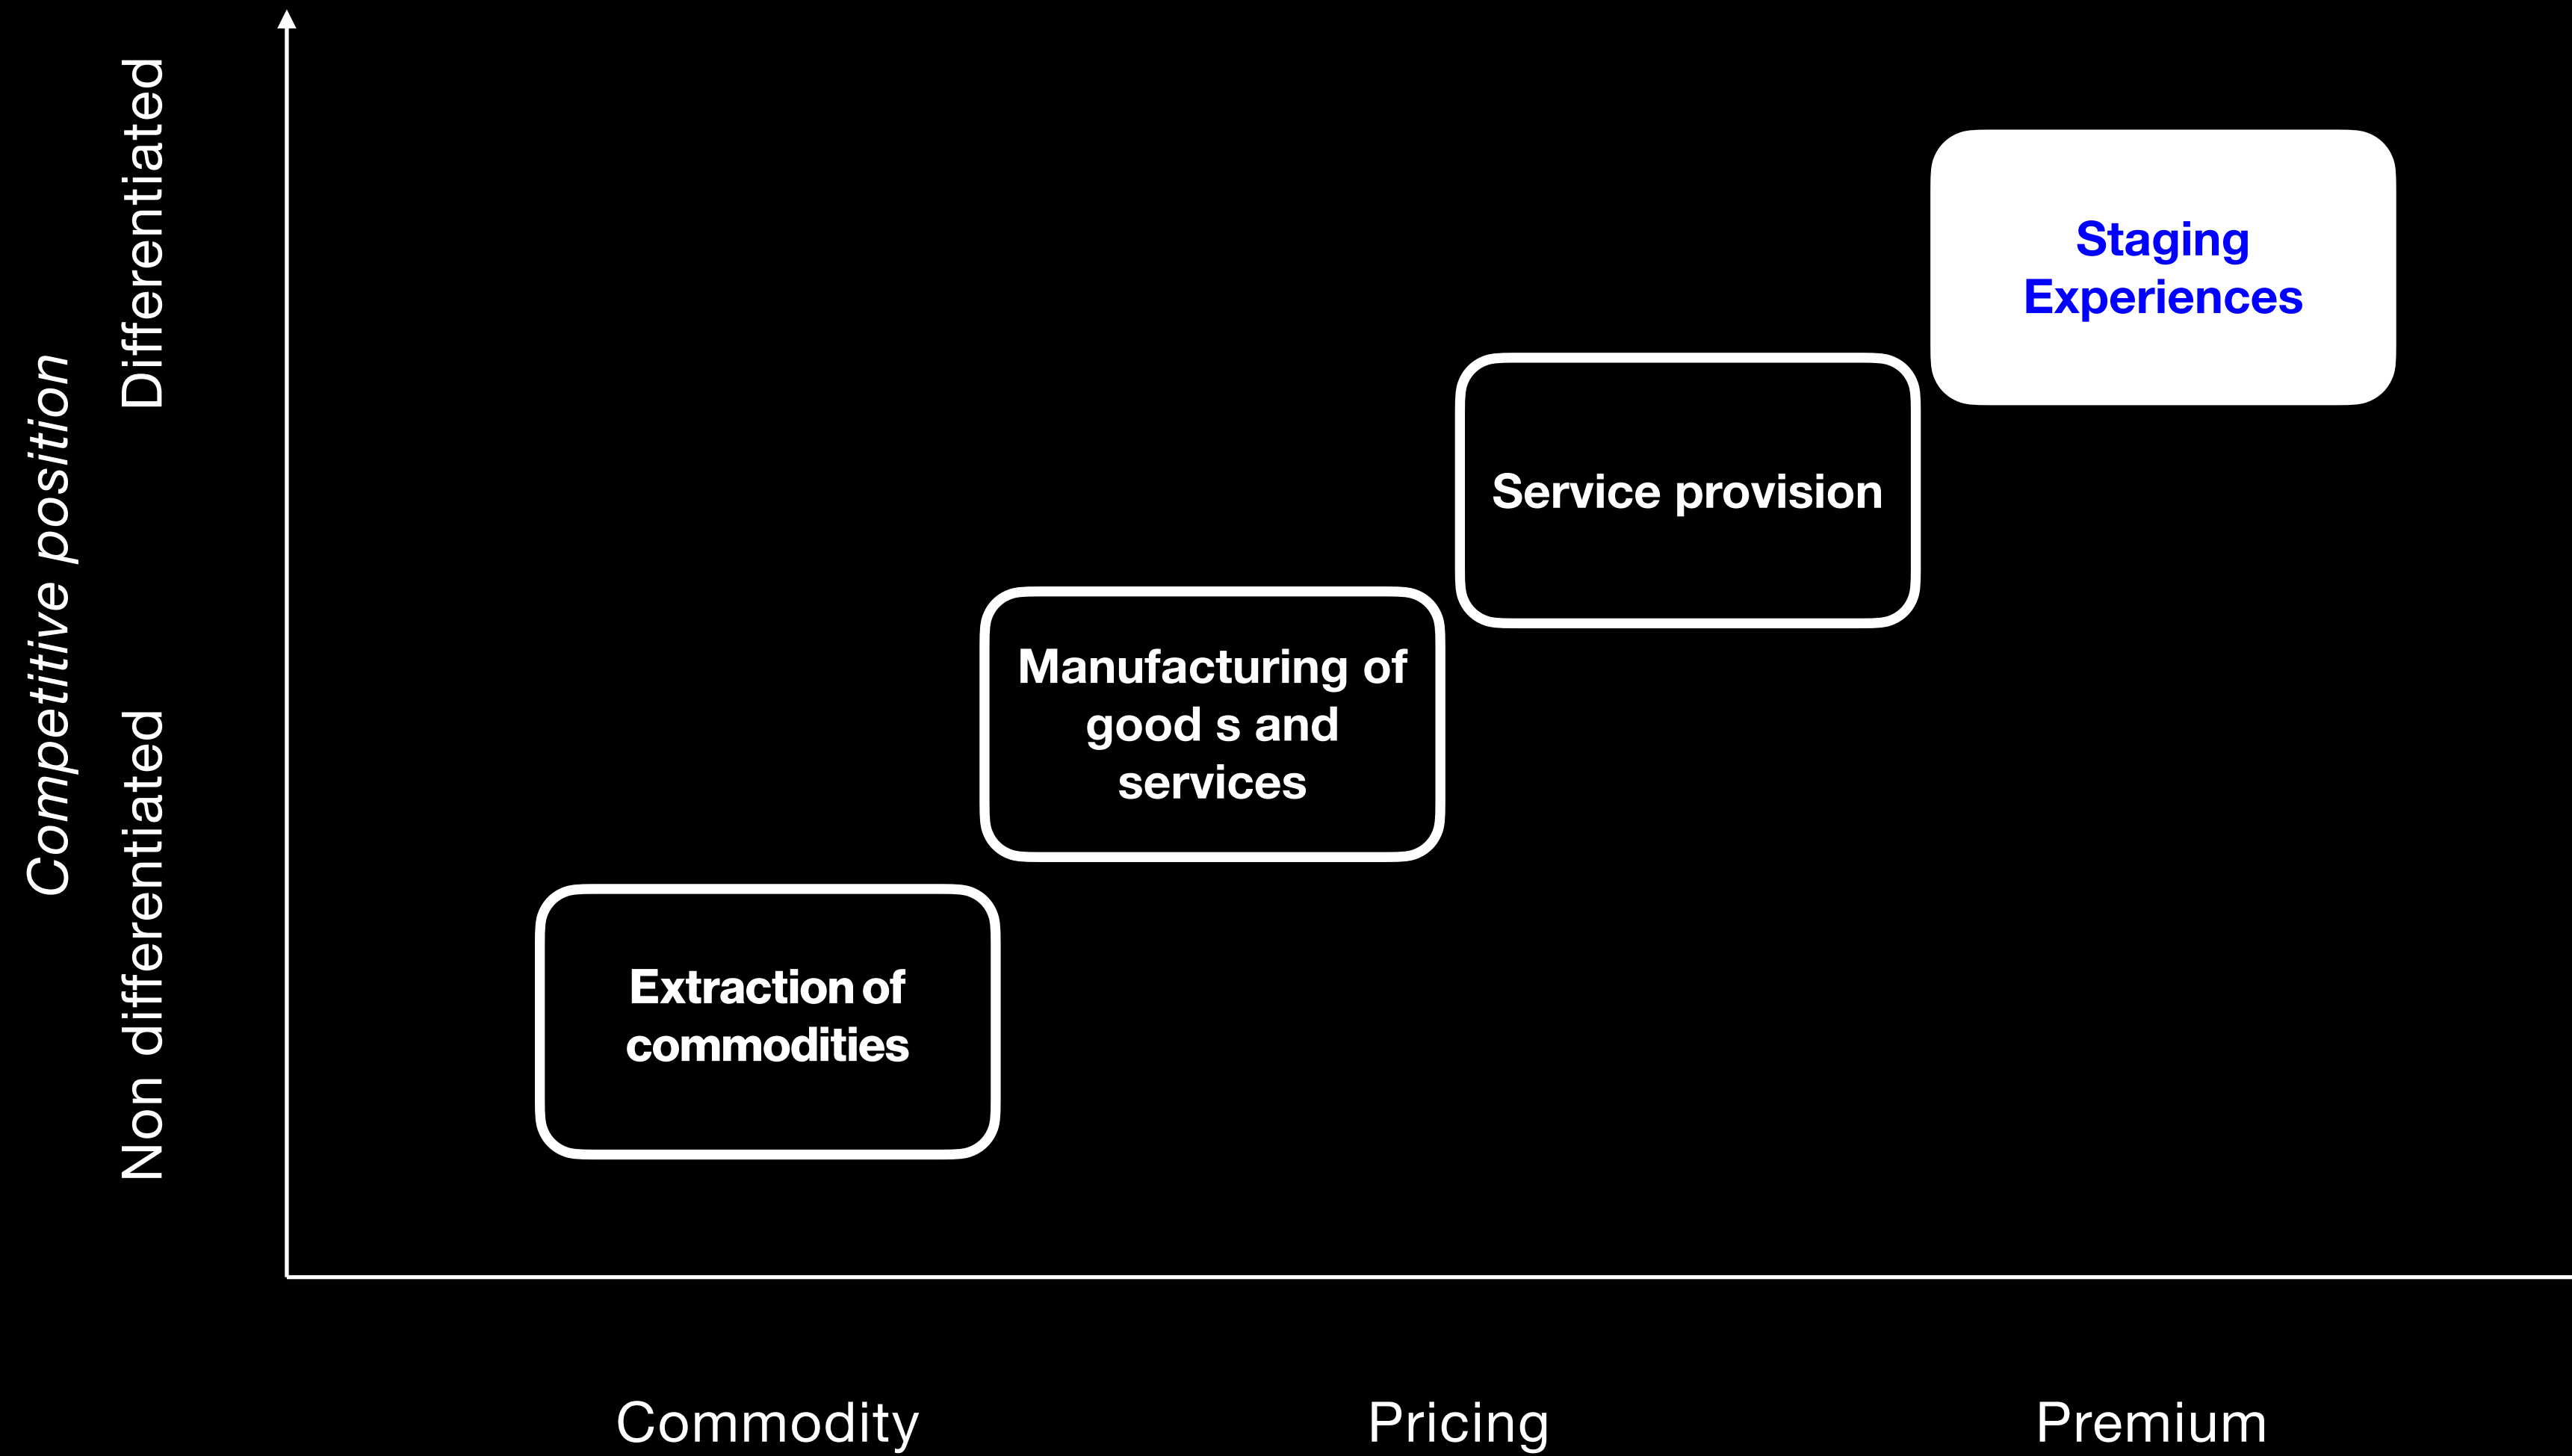 Competitive position
Differentiated
Non differentiated
Staging
Experiences
Service provision
Manufacturing of
good s and
services
Extraction of
commodities
Commodity
Pricing
Premium